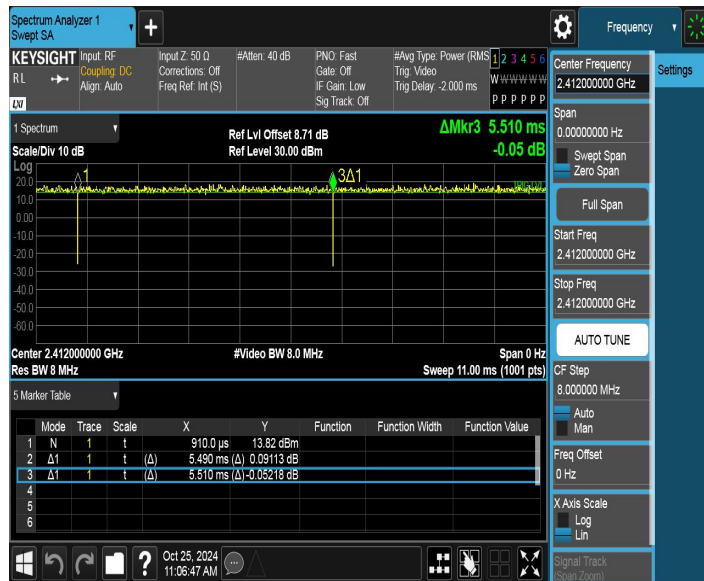 Spectrum Analyzer 1
Swept SA
+
Frequency
KEYSIGHT
RL
LXI
Input: RF
Coupling: DC
Align: Auto
Input Z: 50 Ω
Corrections: Off
Freq Ref: Int (S)
#Atten: 40 dB
PNO: Fast
Gate: Off
IF Gain: Low
Sig Track: Off
#Avg Type: Power (RMS
Trig: Video
Trig Delay: -2.000 ms
1 2 3 4 5 6
W W W W W W
P P P P P P
Center Frequency
2.412000000 GHz
Settings
Span
0.00000000 Hz
Swept Span
Zero Span
Full Span
Start Freq
2.412000000 GHz
Stop Freq
2.412000000 GHz
AUTO TUNE
CF Step
8.000000 MHz
Auto
Man
Freq Offset
0 Hz
X Axis Scale
Log
Lin
Signal Track
(Span Zoom)
1 Spectrum
Scale/Div 10 dB
Ref Lvl Offset 8.71 dB
Ref Level 30.00 dBm
ΔMkr3 5.510 ms
-0.05 dB
Log
20.0
10.0
0.00
-10.0
-20.0
-30.0
-40.0
-50.0
-60.0
1
3Δ1
Center 2.412000000 GHz
Res BW 8 MHz
#Video BW 8.0 MHz
Span 0 Hz
Sweep 11.00 ms (1001 pts)
5 Marker Table
Mode Trace Scale X Y Function Function Width Function Value
1 N 1 t 910.0 μs 13.82 dBm
2 Δ1 1 t (Δ) 5.490 ms (Δ) 0.09113 dB
3 Δ1 1 t (Δ) 5.510 ms (Δ) -0.05218 dB
4
5
6
?
Oct 25, 2024
11:06:47 AM